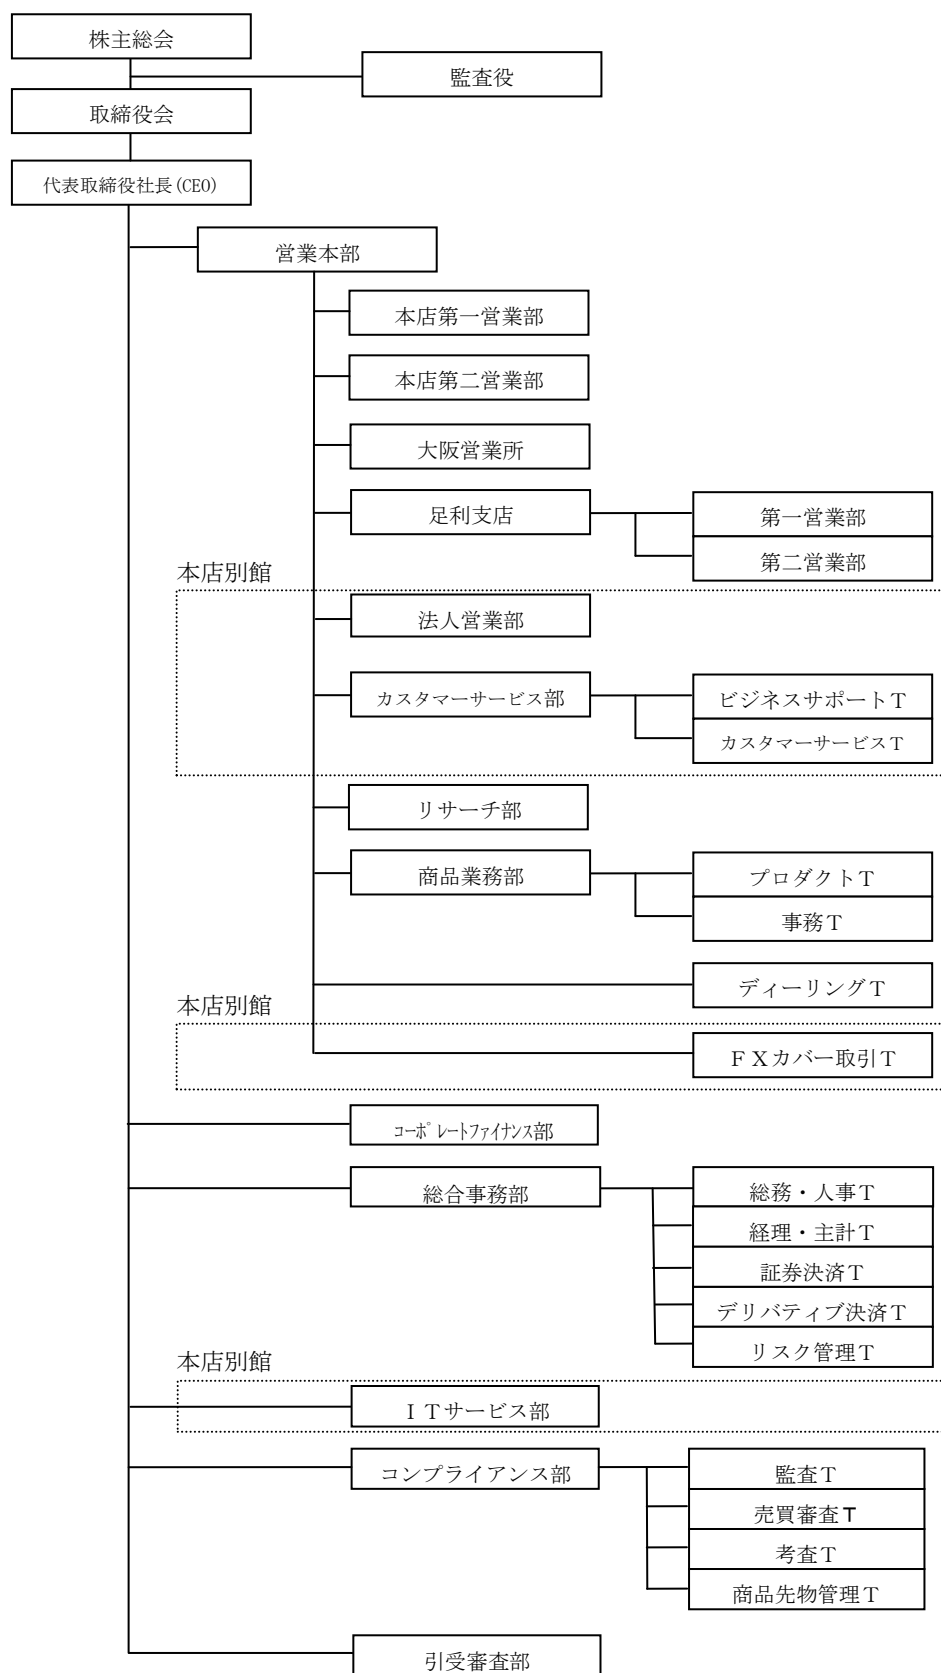 株主総会
監査役
取締役会
代表取締役社長(CEO)
営業本部
本店第一営業部
本店第二営業部
大阪営業所
足利支店
第一営業部
第二営業部
本店別館
法人営業部
カスタマーサービス部
ビジネスサポートＴ
カスタマーサービスＴ
リサーチ部
商品業務部
プロダクトＴ
事務Ｔ
ディーリングＴ
本店別館
ＦＸカバー取引Ｔ
ｺｰﾎﾟﾚｰﾄﾌｧｲﾅﾝｽ部
総合事務部
総務・人事Ｔ
経理・主計Ｔ
証券決済Ｔ
デリバティブ決済Ｔ
リスク管理Ｔ
本店別館
ＩＴサービス部
コンプライアンス部
監査Ｔ
売買審査Ｔ
考査Ｔ
商品先物管理Ｔ
引受審査部